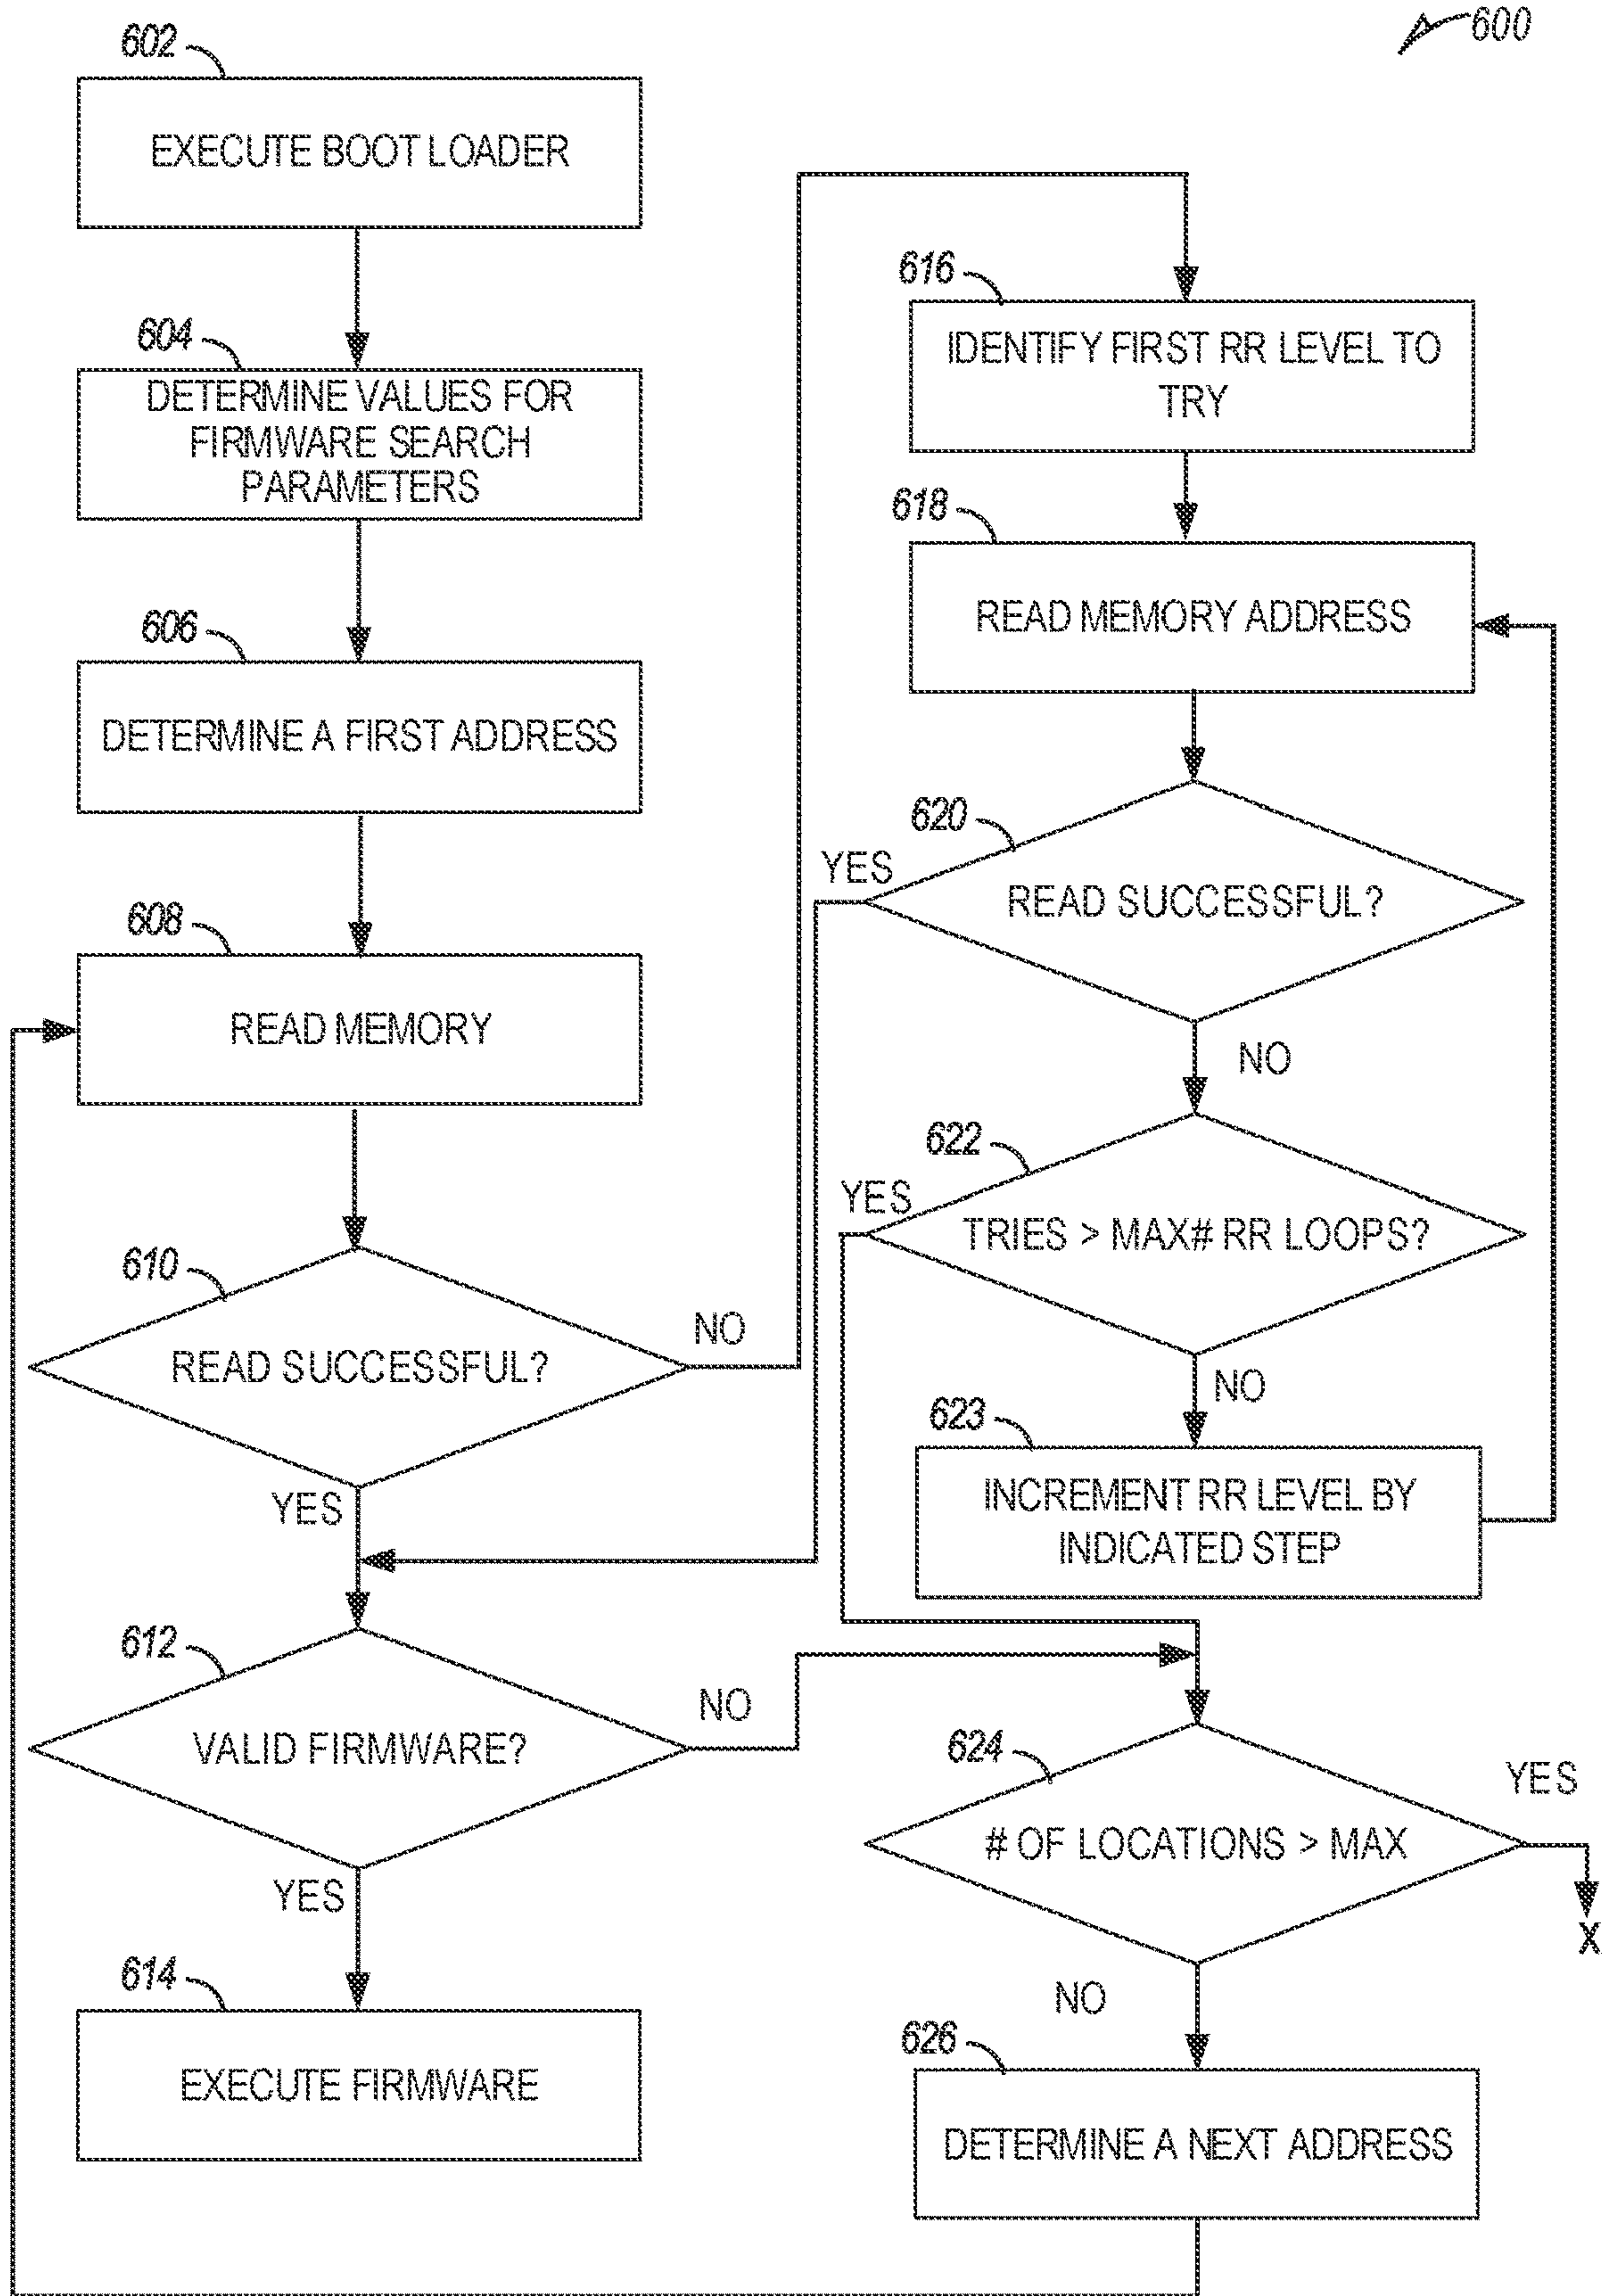 600
602
EXECUTE BOOT LOADER
604
DETERMINE VALUES FOR
FIRMWARE SEARCH
PARAMETERS
606
DETERMINE A FIRST ADDRESS
608
READ MEMORY
610
READ SUCCESSFUL?
NO
YES
612
VALID FIRMWARE?
NO
YES
614
EXECUTE FIRMWARE
616
IDENTIFY FIRST RR LEVEL TO
TRY
618
READ MEMORY ADDRESS
620
YES
READ SUCCESSFUL?
NO
622
YES
TRIES > MAX# RR LOOPS?
NO
623
INCREMENT RR LEVEL BY
INDICATED STEP
624
YES
# OF LOCATIONS > MAX
X
NO
626
DETERMINE A NEXT ADDRESS